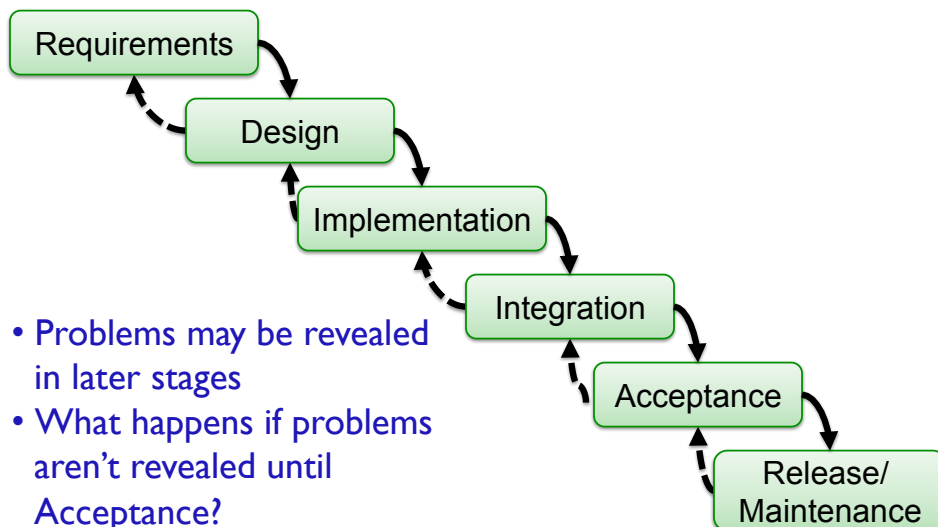 Requirements
Design
Implementation
Integration
Acceptance
Release/
Maintenance
• Problems may be revealed
in later stages
• What happens if problems
aren’t revealed until
Acceptance?